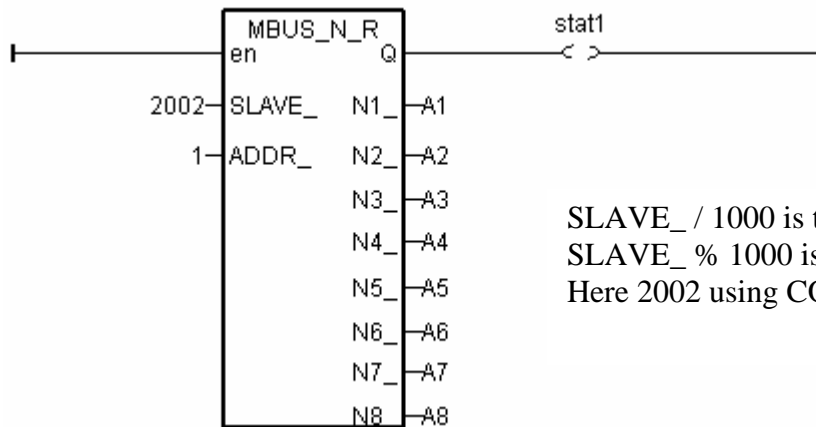 MBUS_N_R
stat1
en Q
2002 SLAVE_ N1_ A1
1 ADDR_ N2_ A2
N3_ A3
N4_ A4
N5_ A5
N6_ A6
N7_ A7
N8 A8
SLAVE_ / 1000 is
SLAVE_ % 1000 is
Here 2002 using